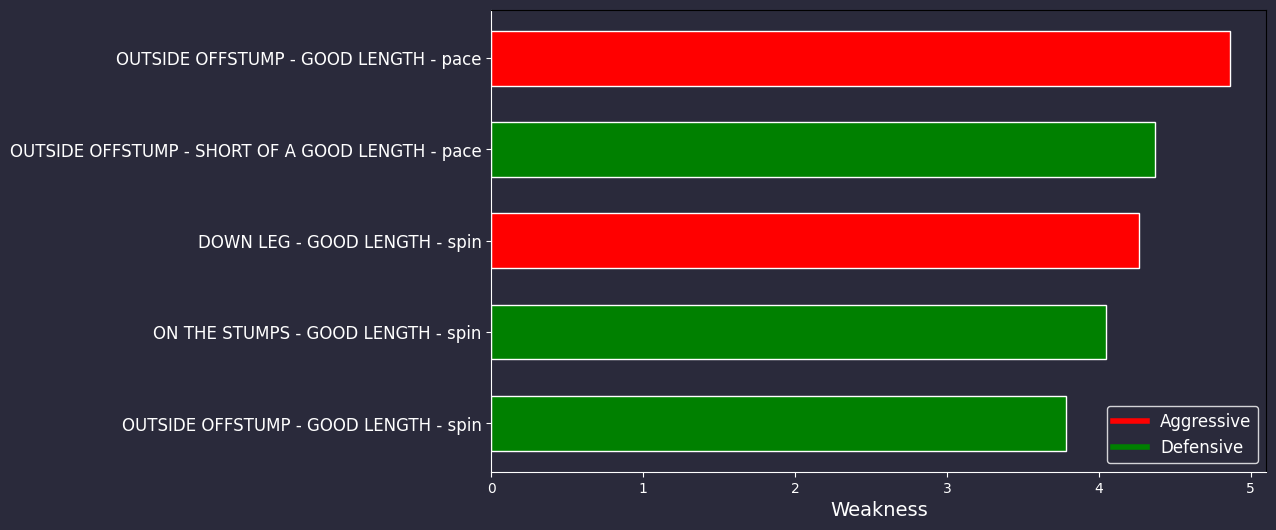 OUTSIDE OFFSTUMP - GOOD LENGTH - pace
OUTSIDE OFFSTUMP - SHORT OF A GOOD LENGTH - pace
DOWN LEG - GOOD LENGTH - spin
ON THE STUMPS - GOOD LENGTH - spin
OUTSIDE OFFSTUMP - GOOD LENGTH - spin
Aggressive
Defensive
0 1 2 3 4 5
Weakness